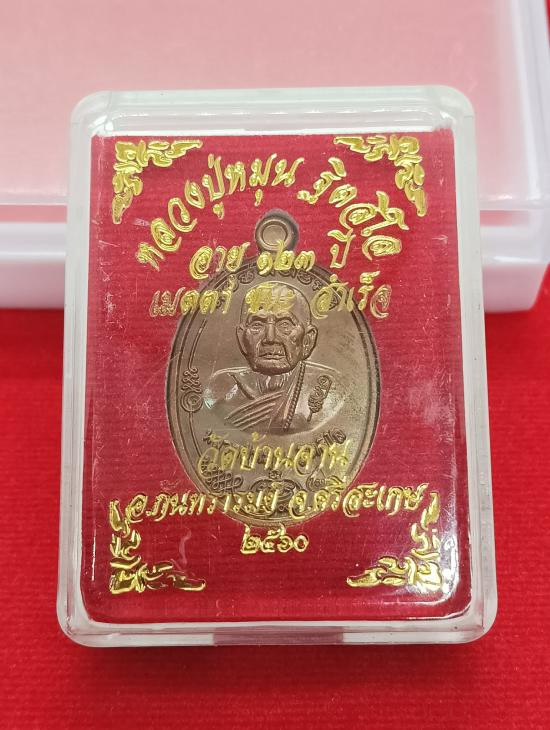 หลวงปู่หมุน ฐิตสีโล
อายุ ๑๒๓ ปี
เมตตา ชนะ สำเร็จ
วัดบ้านจาน
อ.กันทรารมย์ จ.ศรีสะเกษ
๒๕๖๐